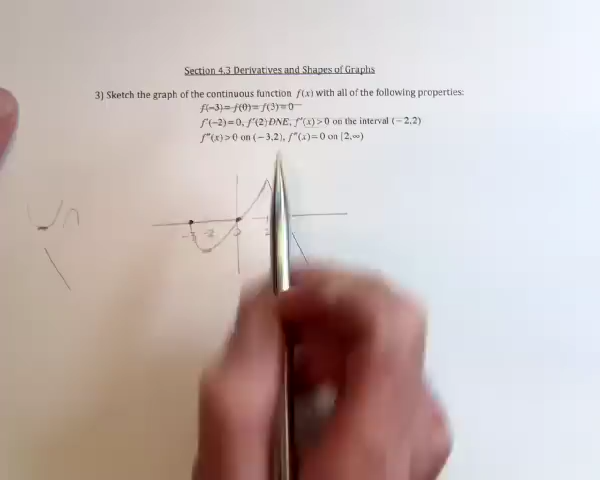 Section 4.3 Derivatives and Shapes of Graphs
3) Sketch the graph of the continuous function f(x) with all of the following properties:
f(−3)=f(0)=f(3)=0
f'(−2)=0, f'(2) DNE, f'(x)>0 on the interval (−2,2)
f''(x)>0 on (−3,2), f''(x)=0 on [2,∞)
-3 -2